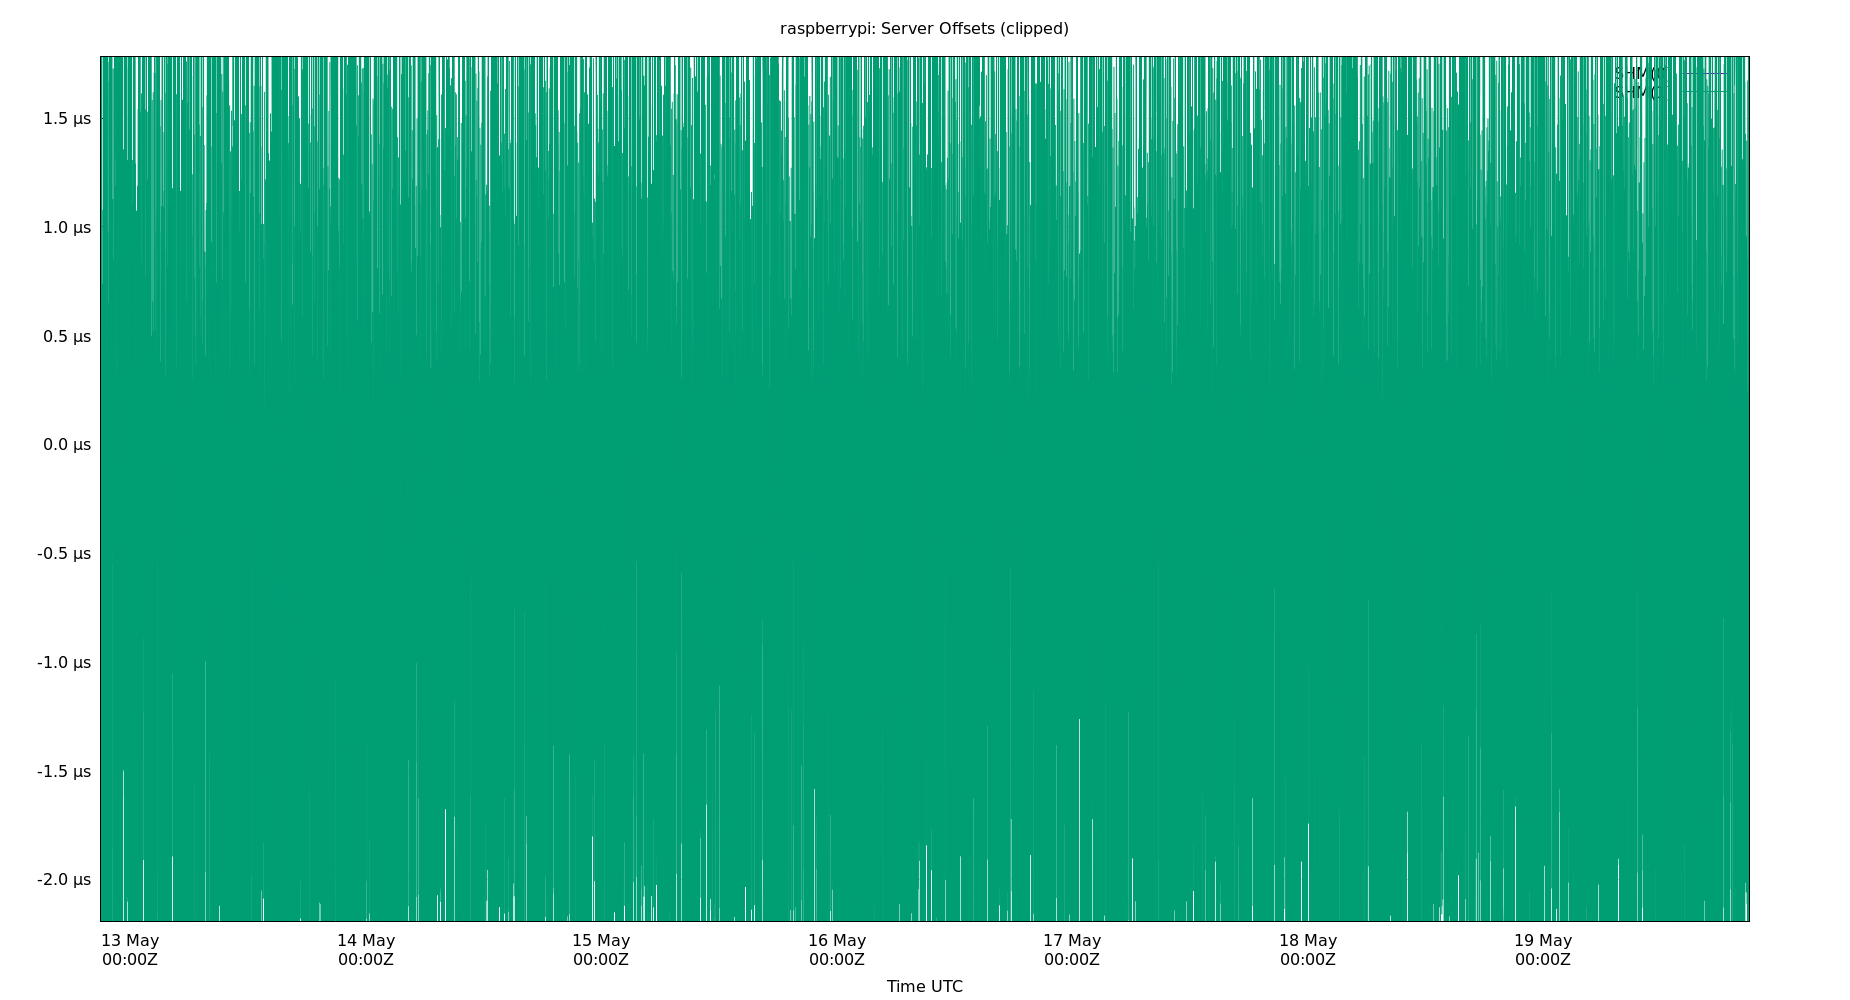 raspberrypi: Server Offsets (clipped)
1.5 µs
1.0 µs
0.5 µs
0.0 µs
-0.5 µs
-1.0 µs
-1.5 µs
-2.0 µs
13 May 14 May 15 May 16 May 17 May 18 May 19 May
00:00Z 00:00Z 00:00Z 00:00Z 00:00Z 00:00Z 00:00Z
Time UTC